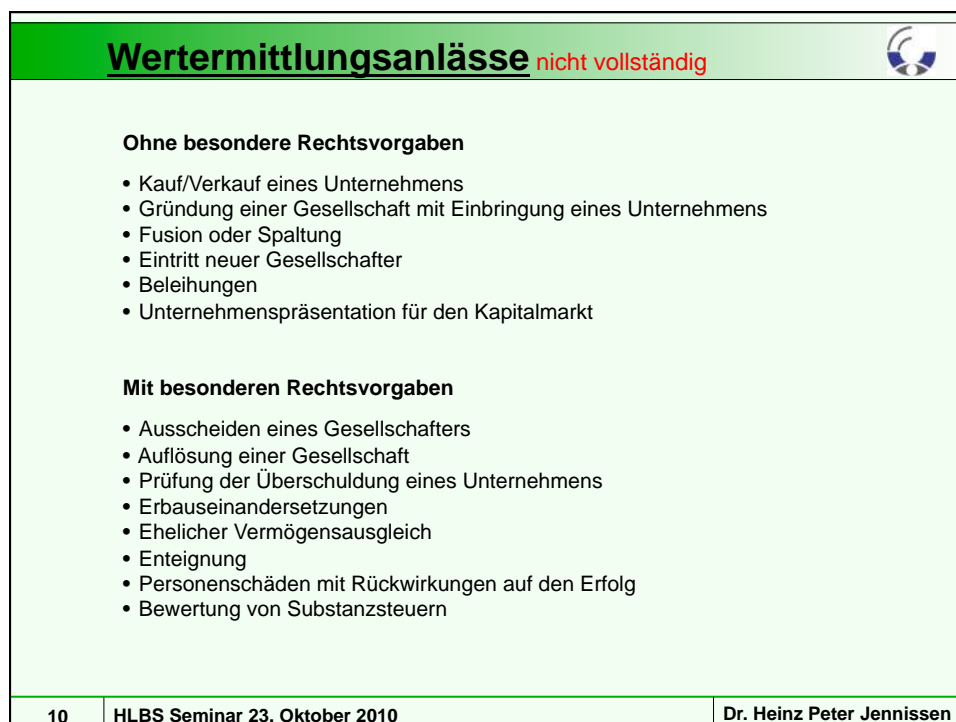 Wertermittlungsanlässe nicht vollständig
Ohne besondere Rechtsvorgaben
• Kauf/Verkauf eines Unternehmens
• Gründung einer Gesellschaft mit Einbringung eines Unternehmens
• Fusion oder Spaltung
• Eintritt neuer Gesellschafter
• Beleihungen
• Unternehmenspräsentation für den Kapitalmarkt
Mit besonderen Rechtsvorgaben
• Ausscheiden eines Gesellschafters
• Auflösung einer Gesellschaft
• Prüfung der Überschuldung eines Unternehmens
• Erbauseinandersetzungen
• Ehelicher Vermögensausgleich
• Enteignung
• Personenschäden mit Rückwirkungen auf den Erfolg
• Bewertung von Substanzsteuern
10 HLBS Seminar 23. Oktober 2010 Dr. Heinz Peter Jennissen